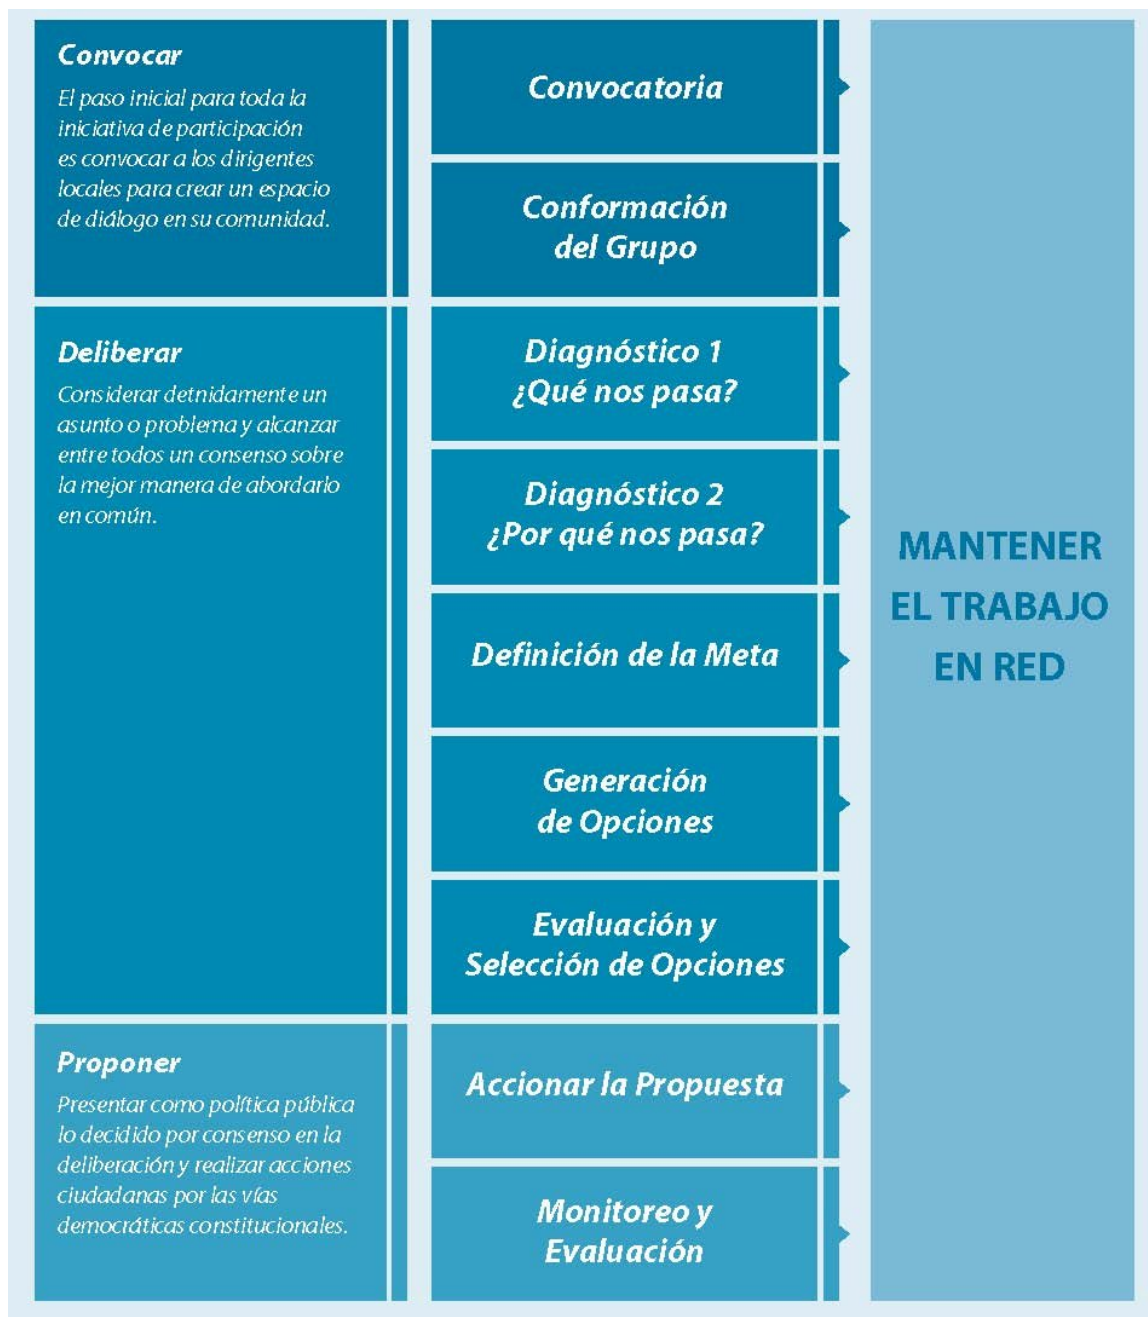 Convocar
El paso inicial para toda la
iniciativa de participación
es convocar a los dirigentes
locales para crear un espacio
de diálogo en su comunidad.
Convocatoria
Conformación
del Grupo
Deliberar
Considerar detnidamente un
asunto o problema y alcanzar
entre todos un consenso sobre
la mejor manera de abordarlo
en común.
Diagnóstico 1
¿Qué nos pasa?
Diagnóstico 2
¿Por qué nos pasa?
Definición de la Meta
Generación
de Opciones
Evaluación y
Selección de Opciones
Proponer
Presentar como política pública
lo decidido por consenso en la
deliberación y realizar acciones
ciudadanas por las vías
democráticas constitucionales.
Accionar la Propuesta
Monitoreo y
Evaluación
MANTENER
EL TRABAJO
EN RED